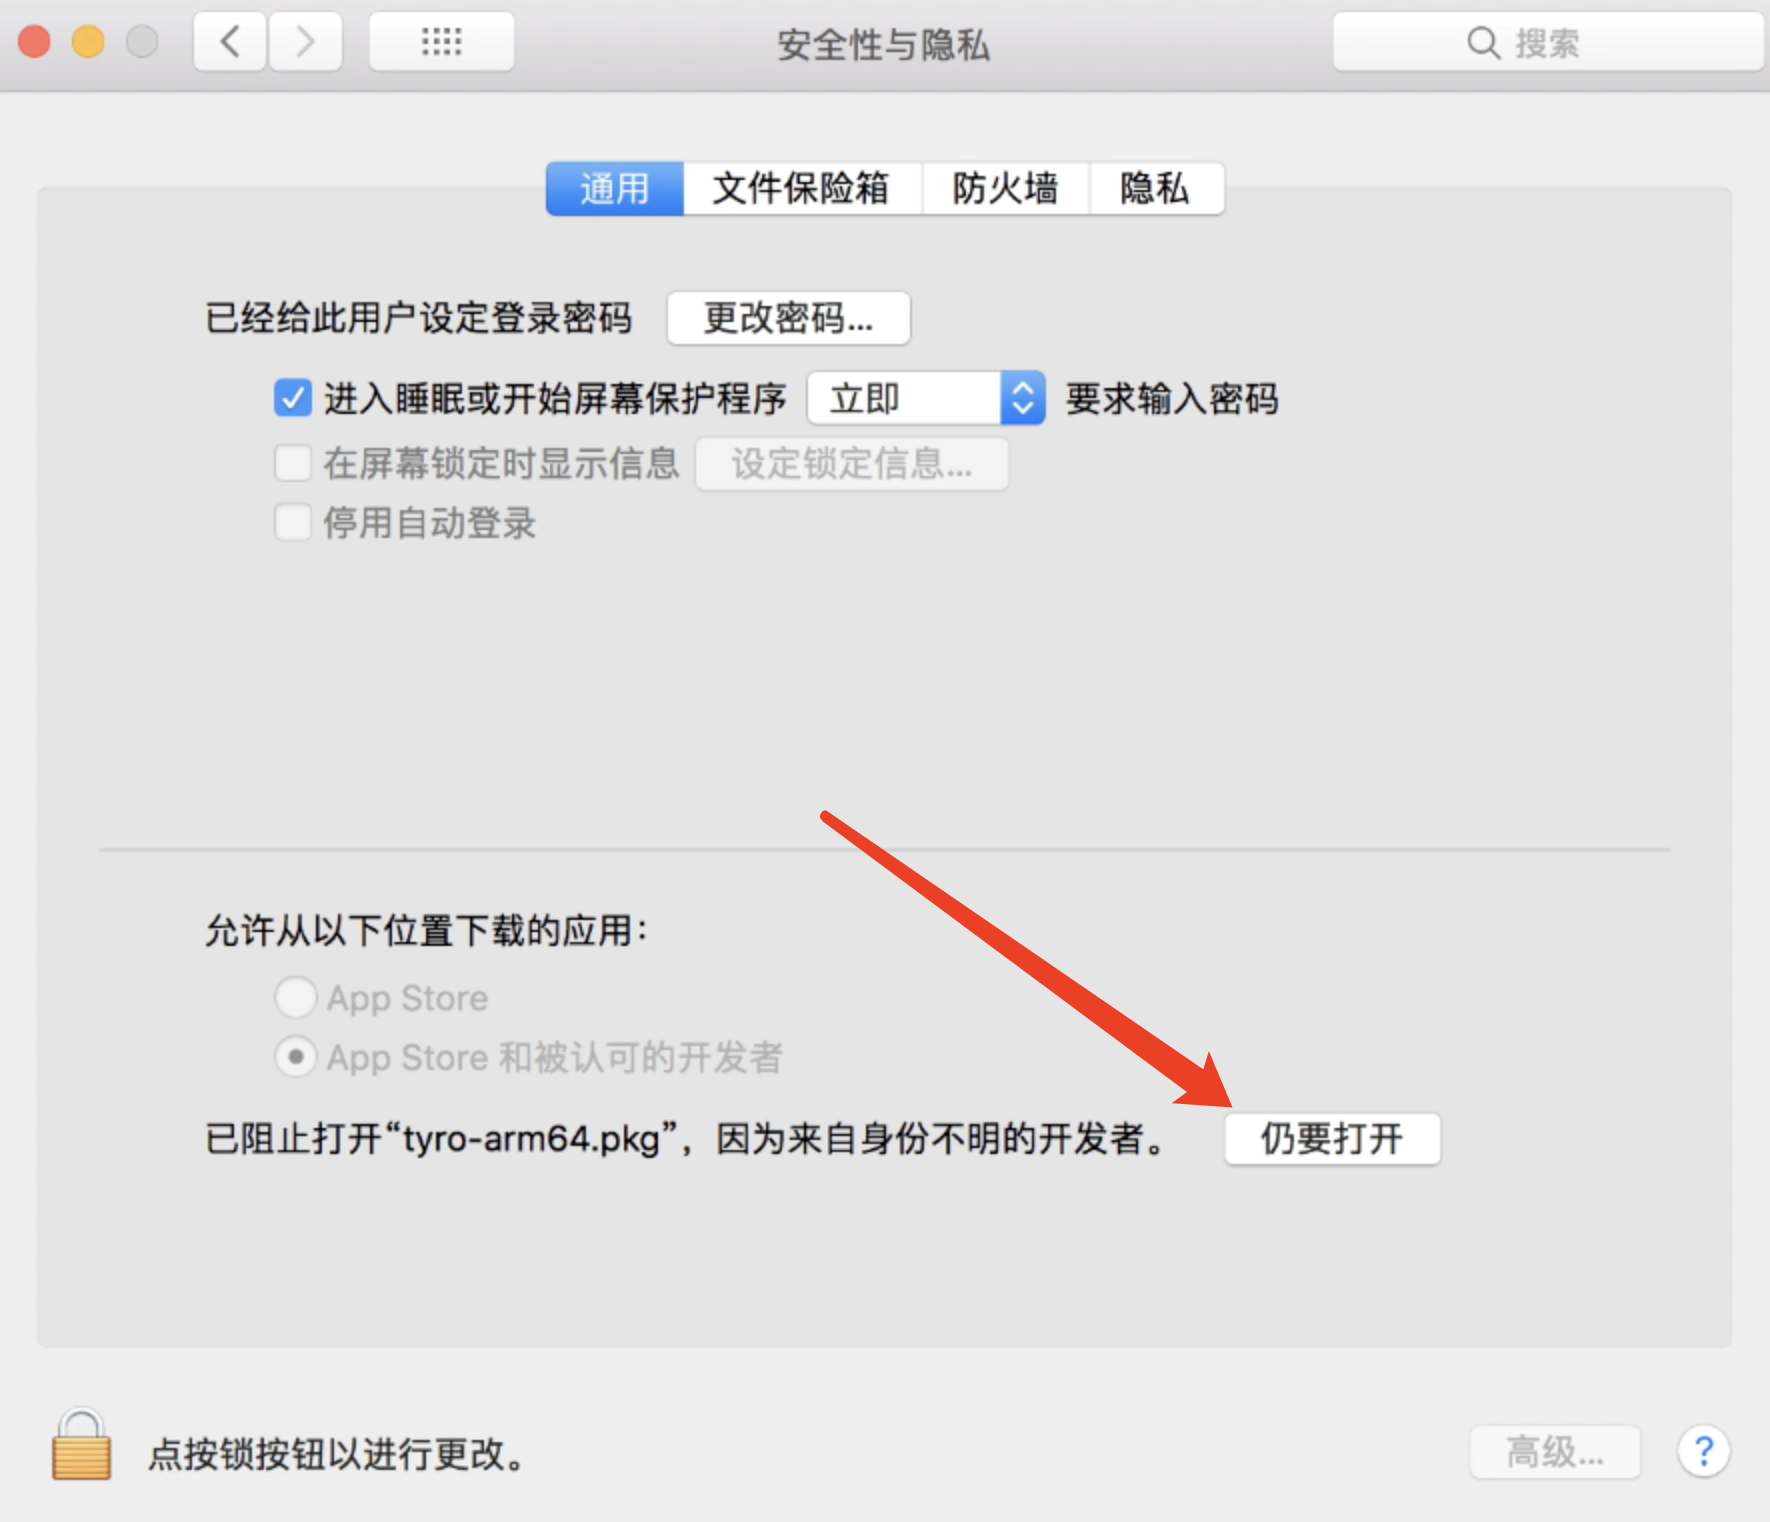 安全性与隐私
搜索
通用 文件保险箱 防火墙 隐私
已经给此用户设定登录密码 更改密码...
进入睡眠或开始屏幕保护程序 立即 要求输入密码
在屏幕锁定时显示信息 设定锁定信息...
停用自动登录
允许从以下位置下载的应用：
App Store
App Store 和被认可的开发者
已阻止打开“tyro-arm64.pkg”，因为来自身份不明的开发者。 仍要打开
点按锁按钮以进行更改。 高级... ?